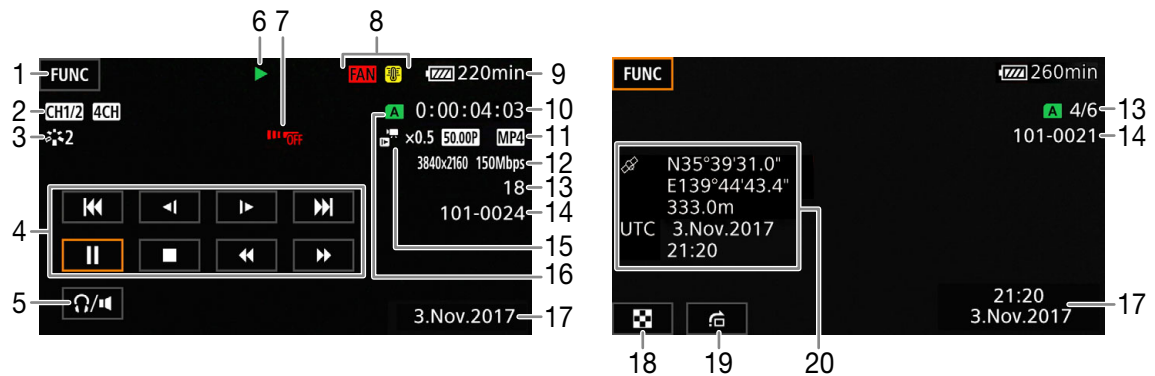 6 7 8
1 FUNC FAN 220min 9
2 CH1/2 4CH A 0:00:04:03 10
3 2 OFF ×0.5 50.00P MP4 11
3840x2160 150Mbps 12
18 13
101-0024 14
4
15
16
5
3.Nov.2017 17
FUNC 260min
A 4/6 13
101-0021 14
N35°39'31.0"
E139°44'43.4"
333.0m
UTC 3.Nov.2017
21:20
21:20
3.Nov.2017 17
18 19 20